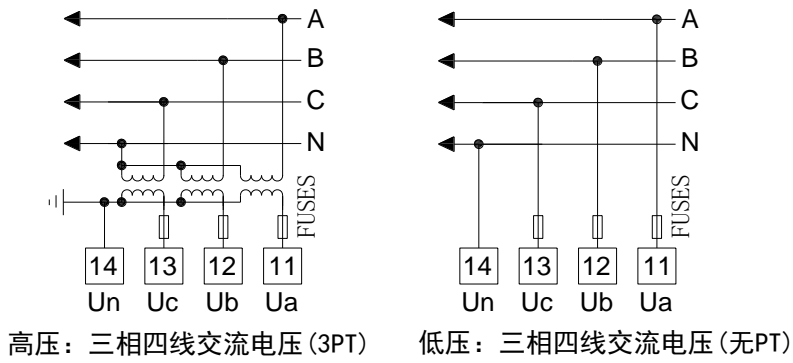 A
B
C
N
FUSES
14
13
12
11
Un
Uc
Ub
Ua
高压：三相四线交流电压(3PT)
A
B
C
N
FUSES
14
13
12
11
Un
Uc
Ub
Ua
低压：三相四线交流电压(无PT)